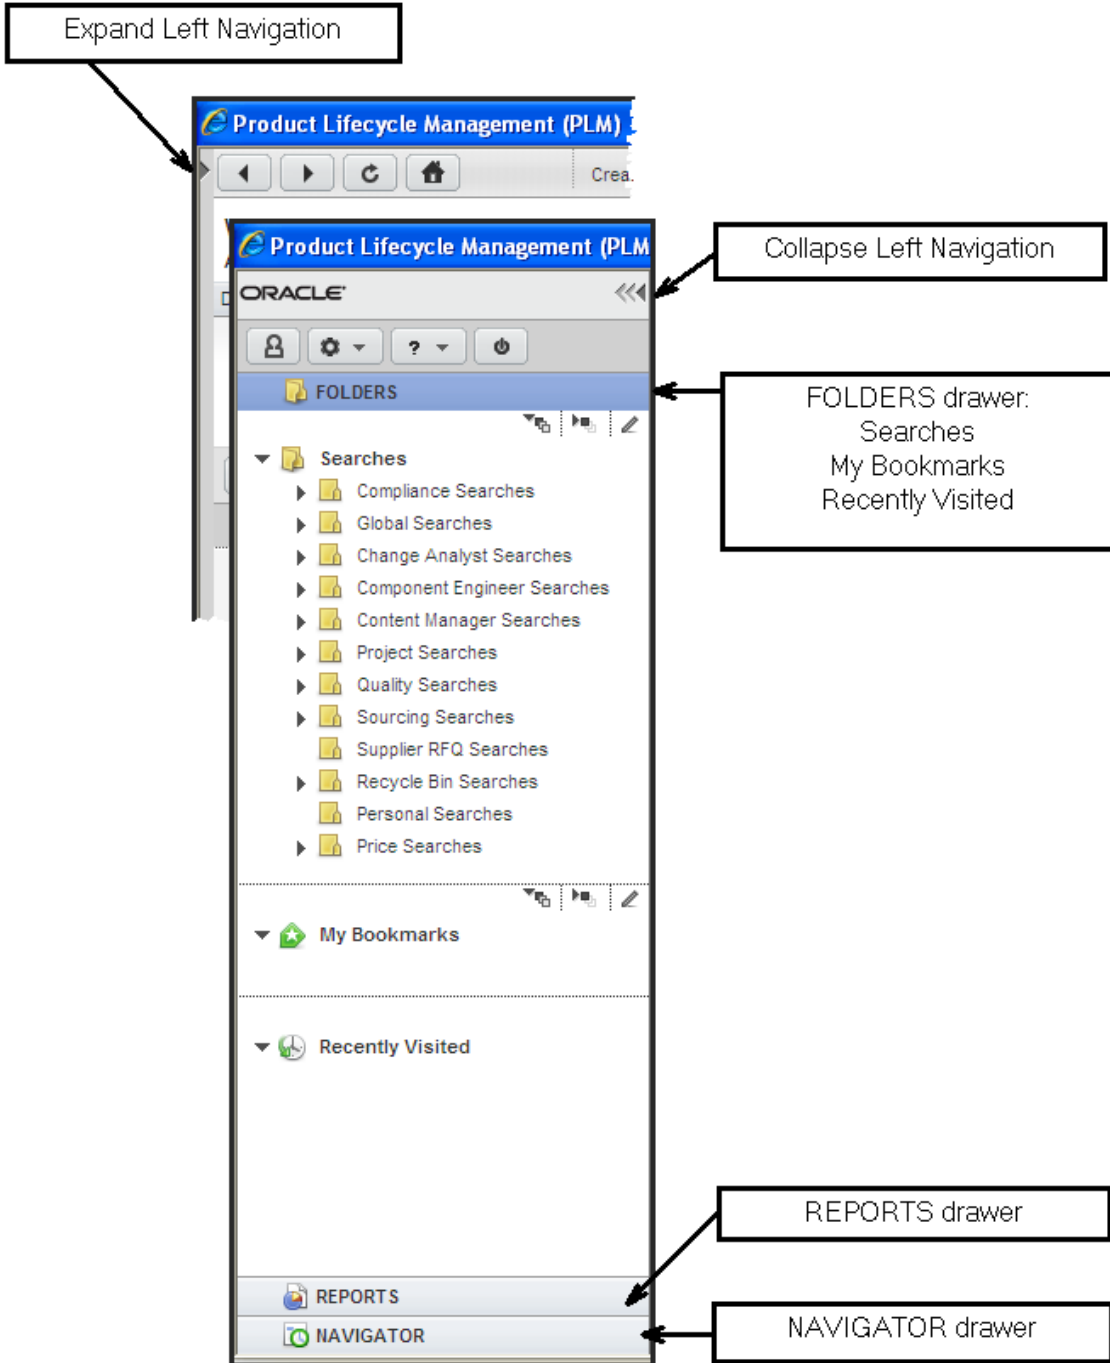 Expand Left Navigation
Product Lifecycle Management (PLM)
Crea.
Product Lifecycle Management (PLM
Collapse Left Navigation
ORACLE
?
FOLDERS
FOLDERS drawer:
Searches
My Bookmarks
Recently Visited
Searches
Compliance Searches
Global Searches
Change Analyst Searches
Component Engineer Searches
Content Manager Searches
Project Searches
Quality Searches
Sourcing Searches
Supplier RFQ Searches
Recycle Bin Searches
Personal Searches
Price Searches
My Bookmarks
Recently Visited
REPORTS drawer
REPORTS
NAVIGATOR
NAVIGATOR drawer